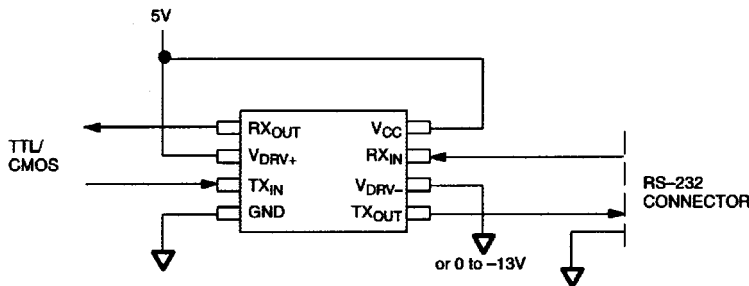 5V
RXOUT
VCC
TTL/
CMOS
VDRV+
RXIN
TXIN
VDRV–
RS–232
CONNECTOR
GND
TXOUT
or 0 to –13V